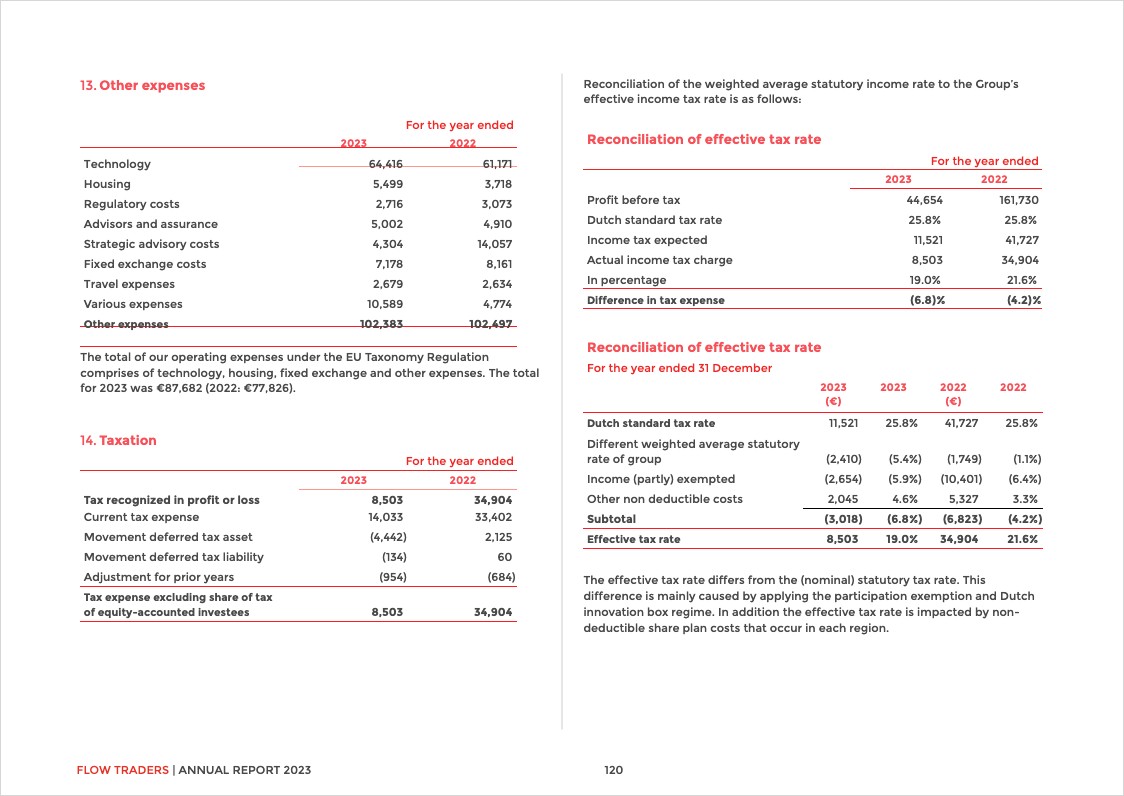 13. Other expenses
For the year ended
2023 2022
Technology 64,416 61,171
Housing 5,499 3,718
Regulatory costs 2,716 3,073
Advisors and assurance 5,002 4,910
Strategic advisory costs 4,304 14,057
Fixed exchange costs 7,178 8,161
Travel expenses 2,679 2,634
Various expenses 10,589 4,774
Other expenses 102,383 102,497
The total of our operating expenses under the EU Taxonomy Regulation
comprises of technology, housing, fixed exchange and other expenses. The total
for 2023 was €87,682 (2022: €77,826).
14. Taxation
For the year ended
2023 2022
Tax recognized in profit or loss 8,503 34,904
Current tax expense 14,033 33,402
Movement deferred tax asset (4,442) 2,125
Movement deferred tax liability (134) 60
Adjustment for prior years (954) (684)
Tax expense excluding share of tax
of equity-accounted investees 8,503 34,904
Reconciliation of the weighted average statutory income rate to the Group's
effective income tax rate is as follows:
Reconciliation of effective tax rate
For the year ended
2023 2022
Profit before tax 44,654 161,730
Dutch standard tax rate 25.8% 25.8%
Income tax expected 11,521 41,727
Actual income tax charge 8,503 34,904
In percentage 19.0% 21.6%
Difference in tax expense (6.8)% (4.2)%
Reconciliation of effective tax rate
For the year ended 31 December
2023 2023 2022 2022
(€) (€)
Dutch standard tax rate 11,521 25.8% 41,727 25.8%
Different weighted average statutory
rate of group (2,410) (5.4%) (1,749) (1.1%)
Income (partly) exempted (2,654) (5.9%) (10,401) (6.4%)
Other non deductible costs 2,045 4.6% 5,327 3.3%
Subtotal (3,018) (6.8%) (6,823) (4.2%)
Effective tax rate 8,503 19.0% 34,904 21.6%
The effective tax rate differs from the (nominal) statutory tax rate. This
difference is mainly caused by applying the participation exemption and Dutch
innovation box regime. In addition the effective tax rate is impacted by non-
deductible share plan costs that occur in each region.
FLOW TRADERS | ANNUAL REPORT 2023 120